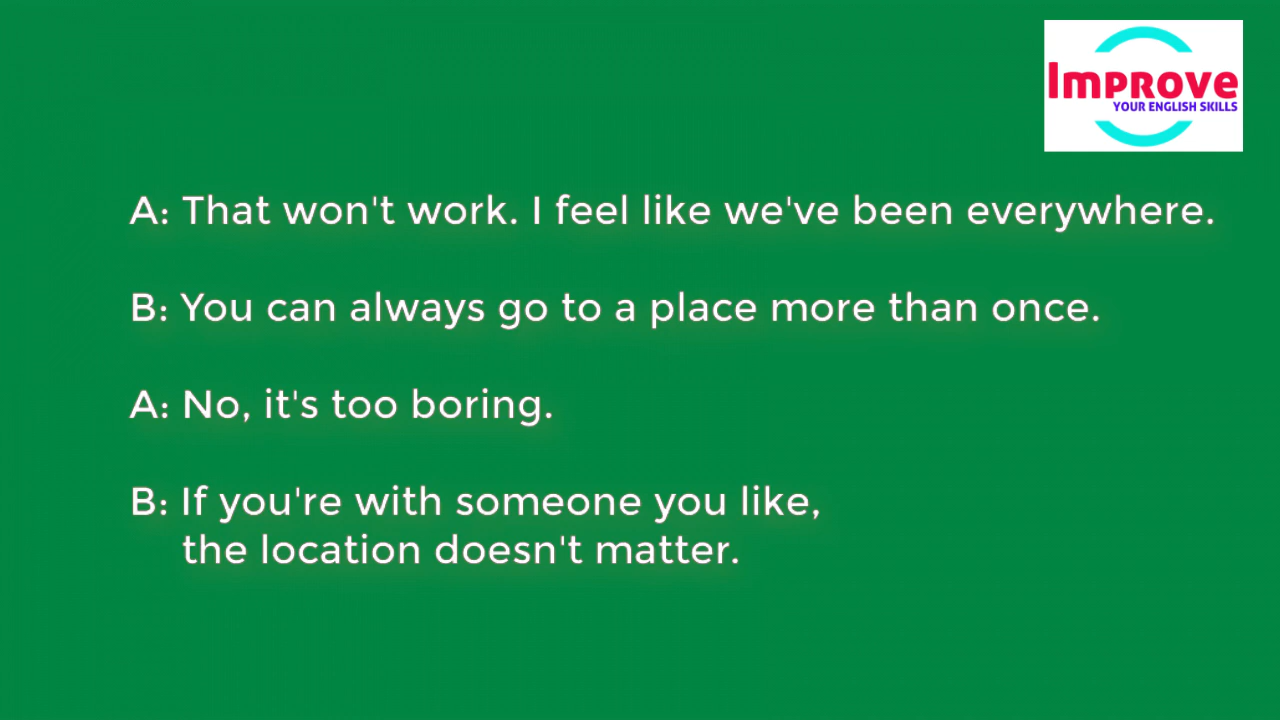 Improve
YOUR ENGLISH SKILLS
A: That won't work. I feel like we've been everywhere.
B: You can always go to a place more than once.
A: No, it's too boring.
B: If you're with someone you like,
the location doesn't matter.